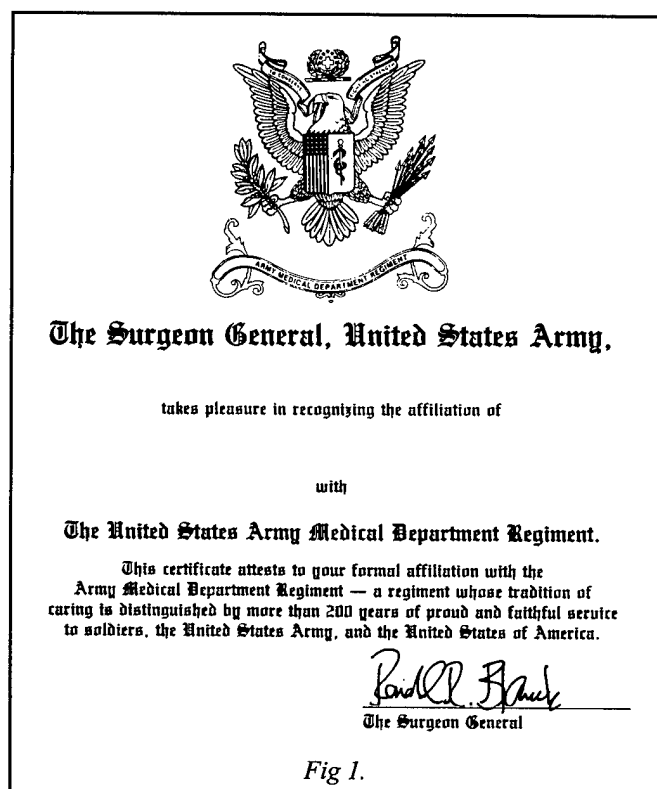 ARMY MEDICAL DEPARTMENT REGIMENT
The Surgeon General, United States Army,
takes pleasure in recognizing the affiliation of
with
The United States Army Medical Department Regiment.
This certificate attests to your formal affiliation with the
Army Medical Department Regiment — a regiment whose tradition of
caring is distinguished by more than 200 years of proud and faithful service
to soldiers, the United States Army, and the United States of America.
The Surgeon General
Fig 1.